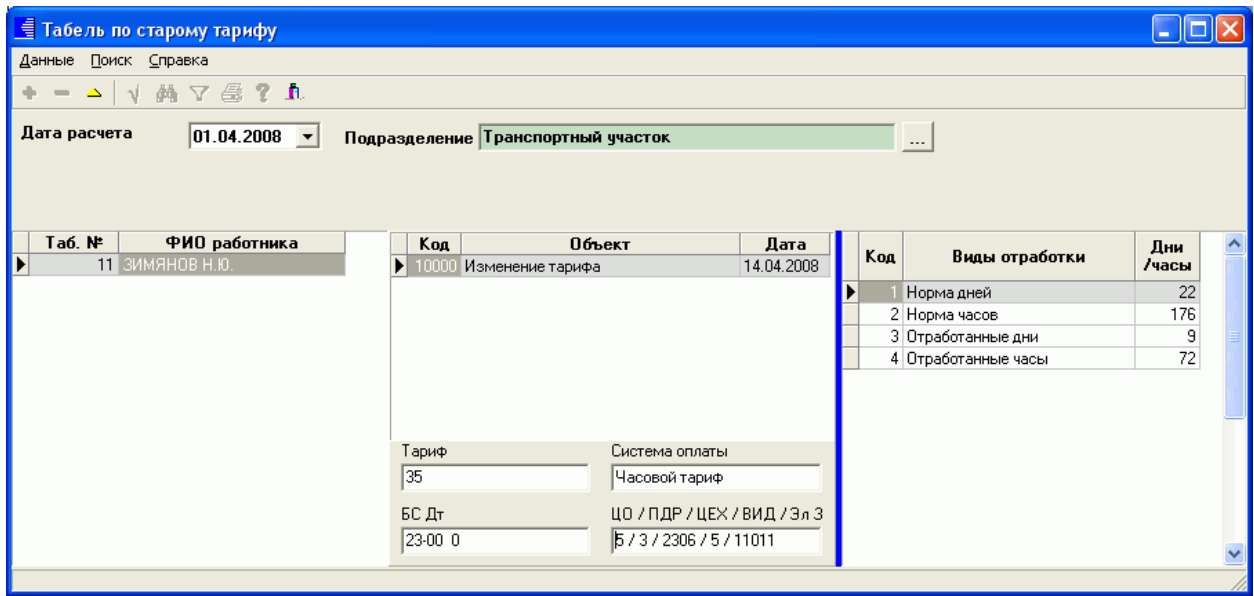 Табель по старому тарифу
Данные Поиск Справка
Дата расчета 01.04.2008 Подразделение Транспортный участок ...
Таб. № ФИО работника
11 ЗИМЯНОВ Н.Ю.
Код Объект Дата
10000 Изменение тарифа 14.04.2008
Код Виды отработки Дни
/часы
1 Норма дней 22
2 Норма часов 176
3 Отработанные дни 9
4 Отработанные часы 72
Тариф Система оплаты
35 Часовой тариф
БС Дт ЦО / ПДР / ЦЕХ / ВИД / Эл З
23-00 0 5 / 3 / 2306 / 5 / 11011